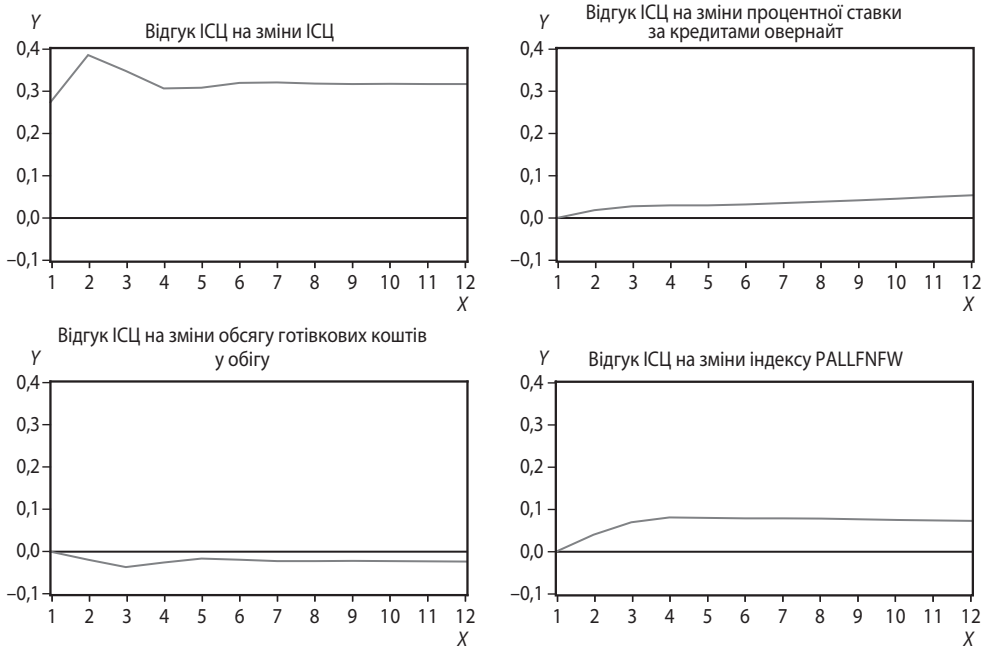 Y
Відгук ІСЦ на зміни ІСЦ
0,4
0,3
0,2
0,1
0,0
–0,1
1 2 3 4 5 6 7 8 9 10 11 12
X
Y
Відгук ІСЦ на зміни процентної ставки
за кредитами овернайт
0,4
0,3
0,2
0,1
0,0
–0,1
1 2 3 4 5 6 7 8 9 10 11 12
X
Відгук ІСЦ на зміни обсягу готівкових коштів
у обігу
Y
0,4
0,3
0,2
0,1
0,0
–0,1
1 2 3 4 5 6 7 8 9 10 11 12
X
Y
Відгук ІСЦ на зміни індексу PALLFNFW
0,4
0,3
0,2
0,1
0,0
–0,1
1 2 3 4 5 6 7 8 9 10 11 12
X